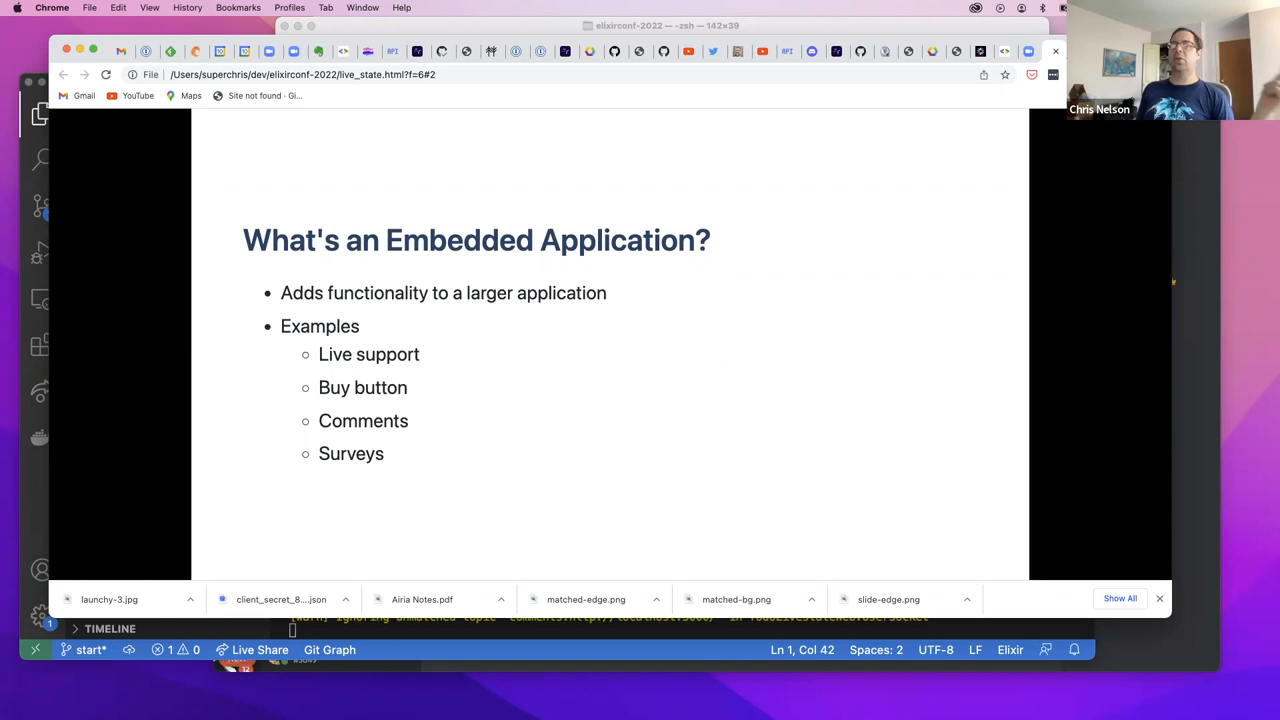 Chrome File Edit View History Bookmarks Profiles Tab Window Help
elixirconf-2022 — -zsh — 142×39
API
API
File /Users/superchris/dev/elixirconf-2022/live_state.html?f=6#2
Gmail YouTube Maps Site not found · Gi...
Chris Nelson
What's an Embedded Application?
• Adds functionality to a larger application
• Examples
○ Live support
○ Buy button
○ Comments
○ Surveys
launchy-3.jpg client_secret_8....json Airia Notes.pdf matched-edge.png matched-bg.png slide-edge.png Show All
1 TIMELINE
start* 1 0 Live Share Git Graph Ln 1, Col 42 Spaces: 2 UTF-8 LF Elixir
12